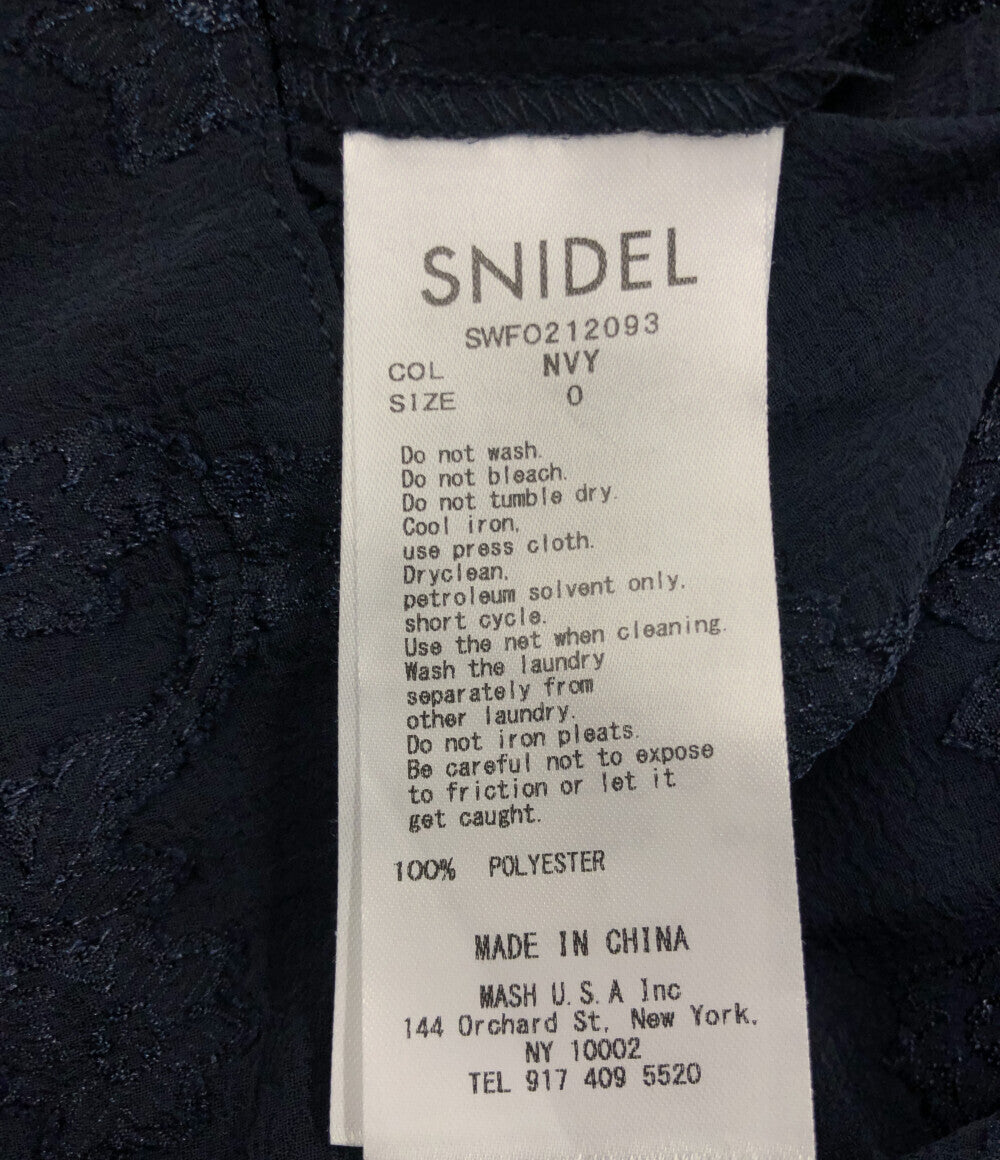 SNIDEL
SWFO212093
COL NVY
SIZE 0
Do not wash.
Do not bleach.
Do not tumble dry.
Cool iron.
use press cloth.
Dryclean.
petroleum solvent only.
short cycle.
Use the net when cleaning.
Wash the laundry
separately from
other laundry.
Do not iron pleats.
Be careful not to expose
to friction or let it
get caught.
100% POLYESTER
MADE IN CHINA
MASH U.S.A Inc
144 Orchard St. New York.
NY 10002
TEL 917 409 5520